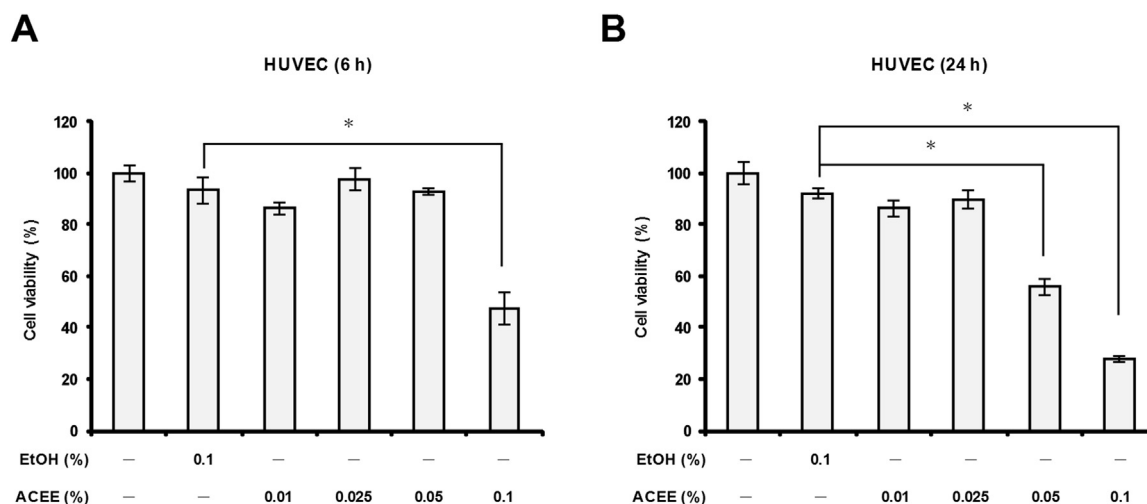 A
HUVEC (6 h)
Cell viability (%)
120
100
80
60
40
20
0
*
EtOH (%) — 0.1 — — — —
ACEE (%) — — 0.01 0.025 0.05 0.1
B
HUVEC (24 h)
Cell viability (%)
120
100
80
60
40
20
0
*
*
EtOH (%) — 0.1 — — — —
ACEE (%) — — 0.01 0.025 0.05 0.1